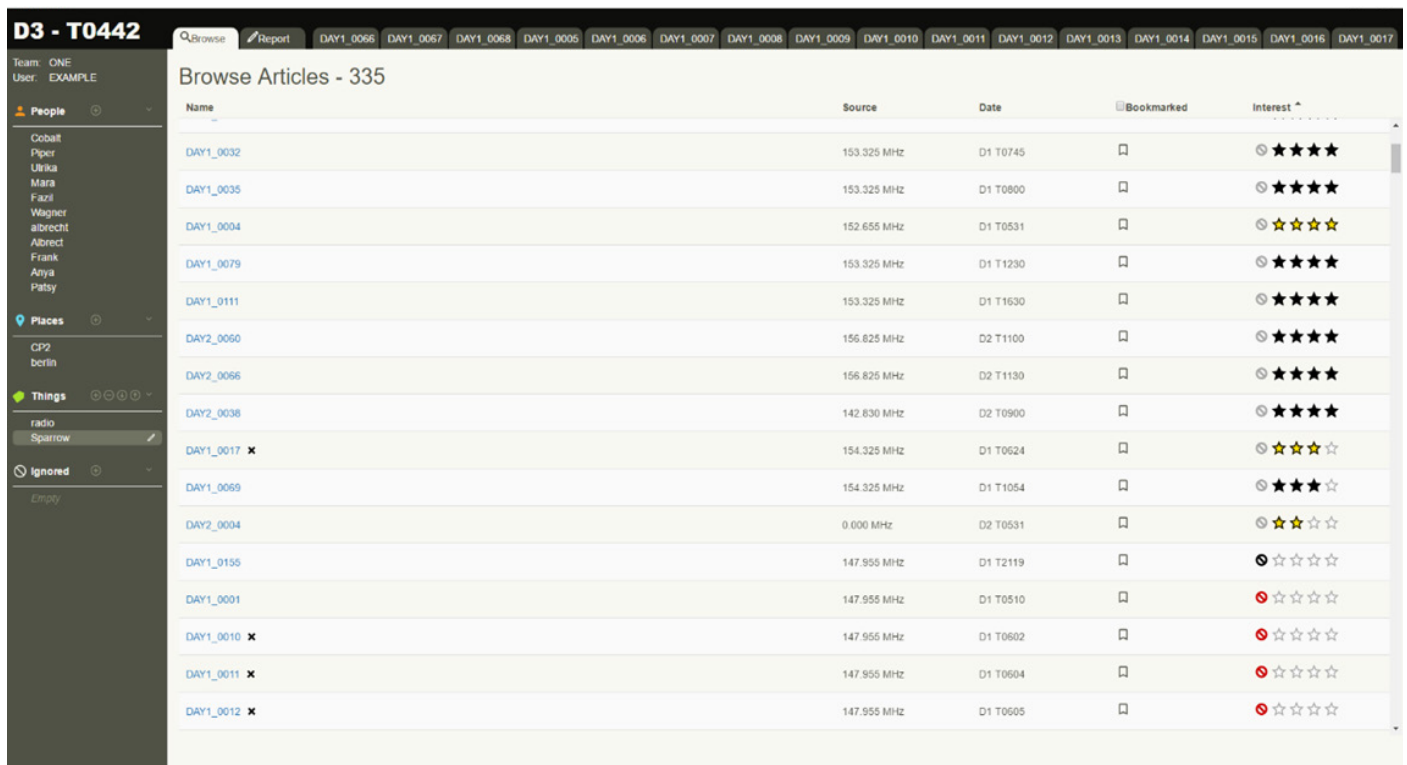 D3 - T0442
Browse Report DAY1_0066 DAY1_0067 DAY1_0068 DAY1_0005 DAY1_0006 DAY1_0007 DAY1_0008 DAY1_0009 DAY1_0010 DAY1_0011 DAY1_0012 DAY1_0013 DAY1_0014 DAY1_0015 DAY1_0016 DAY1_0017
Team: ONE
User: EXAMPLE
People
Cobalt
Piper
Ulrika
Mara
Fazil
Wagner
albrecht
Albrect
Frank
Anya
Patsy
Places
CP2
berlin
Things
radio
Sparrow
Ignored
Empty
Browse Articles - 335
Name Source Date Bookmarked Interest
DAY1_0032 153.325 MHz D1 T0745
DAY1_0035 153.325 MHz D1 T0800
DAY1_0004 152.655 MHz D1 T0531
DAY1_0079 153.325 MHz D1 T1230
DAY1_0111 153.325 MHz D1 T1630
DAY2_0060 156.825 MHz D2 T1100
DAY2_0066 156.825 MHz D2 T1130
DAY2_0038 142.830 MHz D2 T0900
DAY1_0017 154.325 MHz D1 T0624
DAY1_0069 154.325 MHz D1 T1054
DAY2_0004 0.000 MHz D2 T0531
DAY1_0155 147.955 MHz D1 T2119
DAY1_0001 147.955 MHz D1 T0510
DAY1_0010 147.955 MHz D1 T0602
DAY1_0011 147.955 MHz D1 T0604
DAY1_0012 147.955 MHz D1 T0605